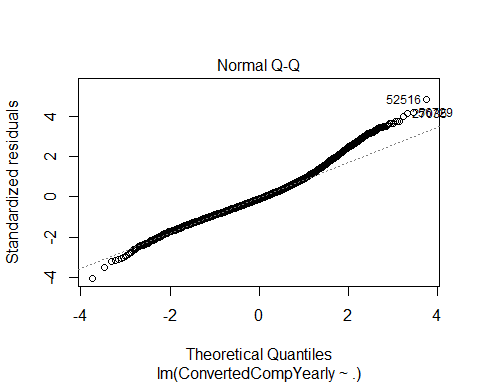 Normal Q-Q
Standardized residuals
4
2
0
-2
-4
52516
-4
-2
0
2
4
Theoretical Quantiles
lm(ConvertedCompYearly ~ .)